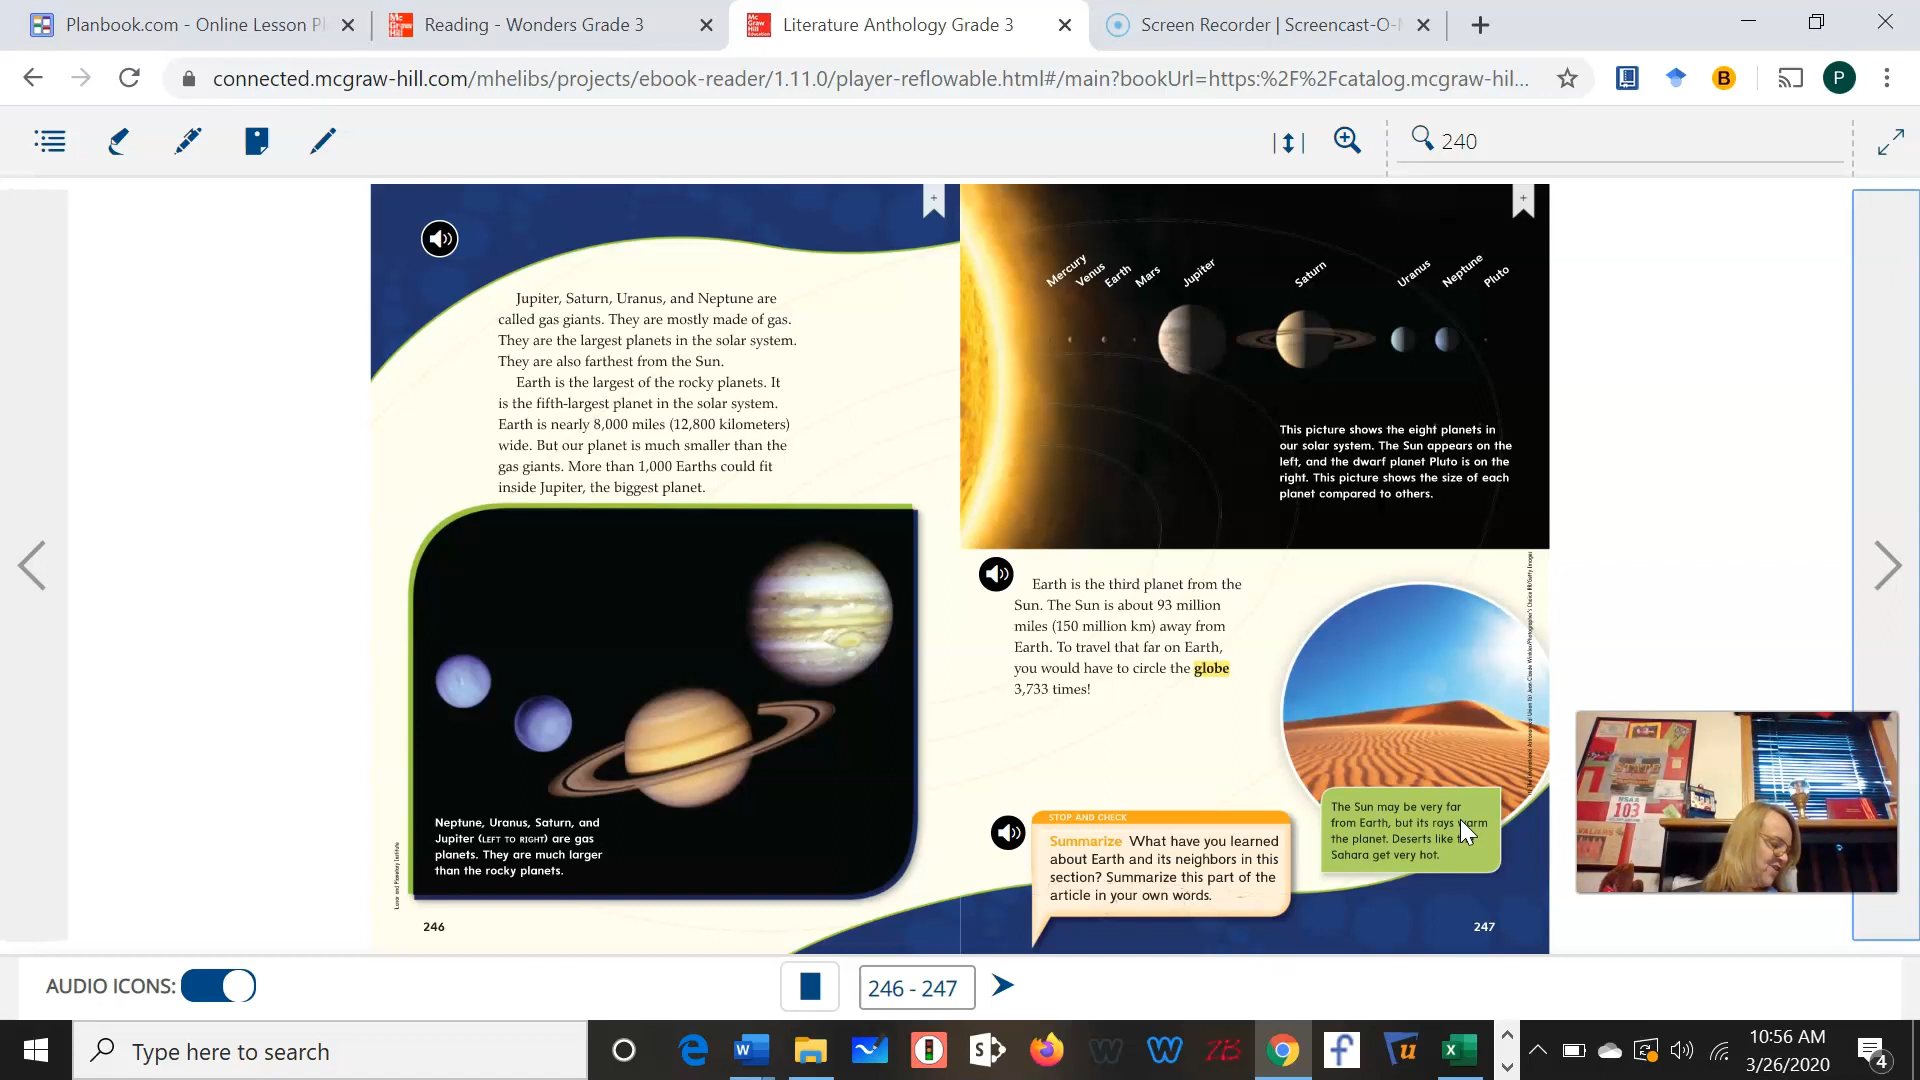 Planbook.com - Online Lesson Pl
Reading - Wonders Grade 3
Literature Anthology Grade 3
Screen Recorder | Screencast-O-M
connected.mcgraw-hill.com/mhelibs/projects/ebook-reader/1.11.0/player-reflowable.html#/main?bookUrl=https:%2F%2Fcatalog.mcgraw-hil...
B
P
240
Jupiter, Saturn, Uranus, and Neptune are
called gas giants. They are mostly made of gas.
They are the largest planets in the solar system.
They are also farthest from the Sun.
Earth is the largest of the rocky planets. It
is the fifth-largest planet in the solar system.
Earth is nearly 8,000 miles (12,800 kilometers)
wide. But our planet is much smaller than the
gas giants. More than 1,000 Earths could fit
inside Jupiter, the biggest planet.
Neptune, Uranus, Saturn, and
Jupiter (LEFT TO RIGHT) are gas
planets. They are much larger
than the rocky planets.
Lunar and Planetary Institute
246
Mercury
Venus
Earth
Mars
Jupiter
Saturn
Uranus
Neptune
Pluto
This picture shows the eight planets in
our solar system. The Sun appears on the
left, and the dwarf planet Pluto is on the
right. This picture shows the size of each
planet compared to others.
Earth is the third planet from the
Sun. The Sun is about 93 million
miles (150 million km) away from
Earth. To travel that far on Earth,
you would have to circle the globe
3,733 times!
STOP AND CHECK
Summarize What have you learned
about Earth and its neighbors in this
section? Summarize this part of the
article in your own words.
The Sun may be very far
from Earth, but its rays warm
the planet. Deserts like
Sahara get very hot.
247
103
AUDIO ICONS:
246 - 247
Type here to search
10:56 AM
3/26/2020
4